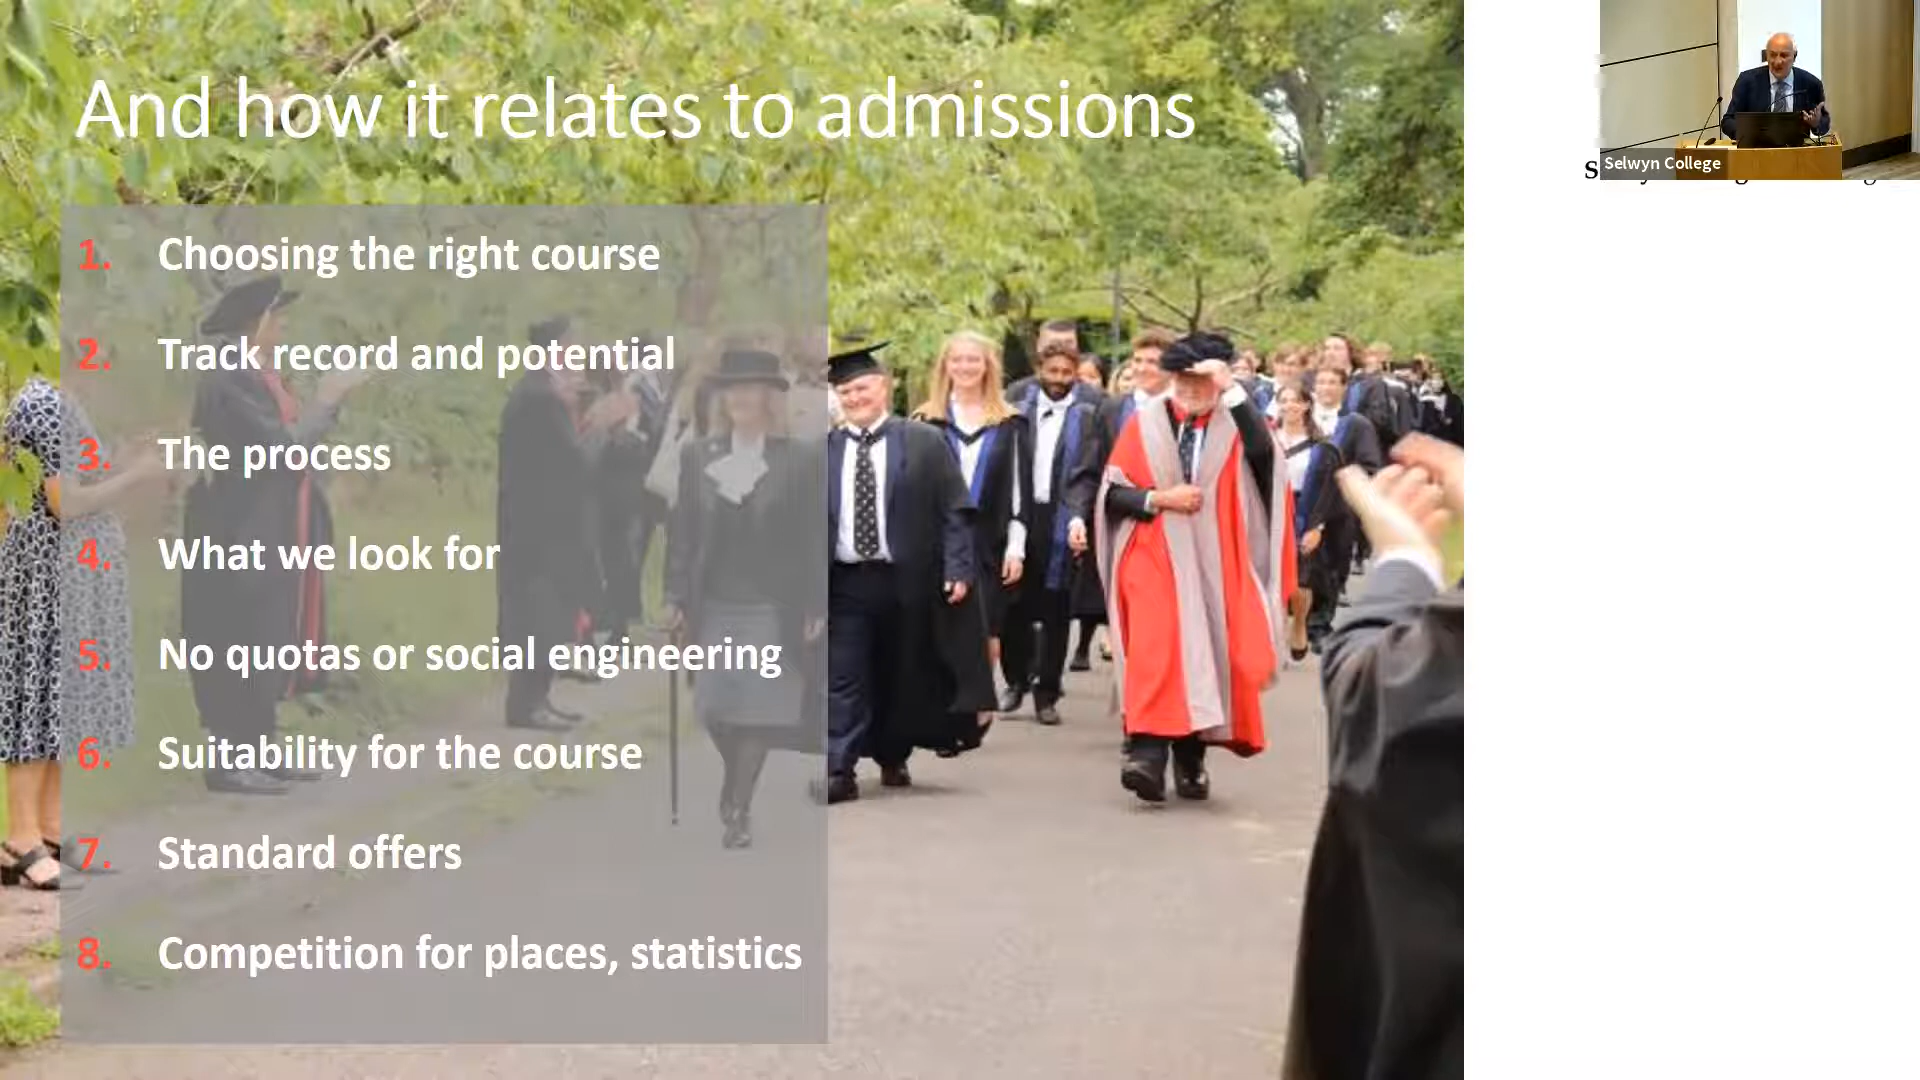 And how it relates to admissions
1. Choosing the right course
2. Track record and potential
3. The process
4. What we look for
5. No quotas or social engineering
6. Suitability for the course
7. Standard offers
8. Competition for places, statistics
Selwyn College